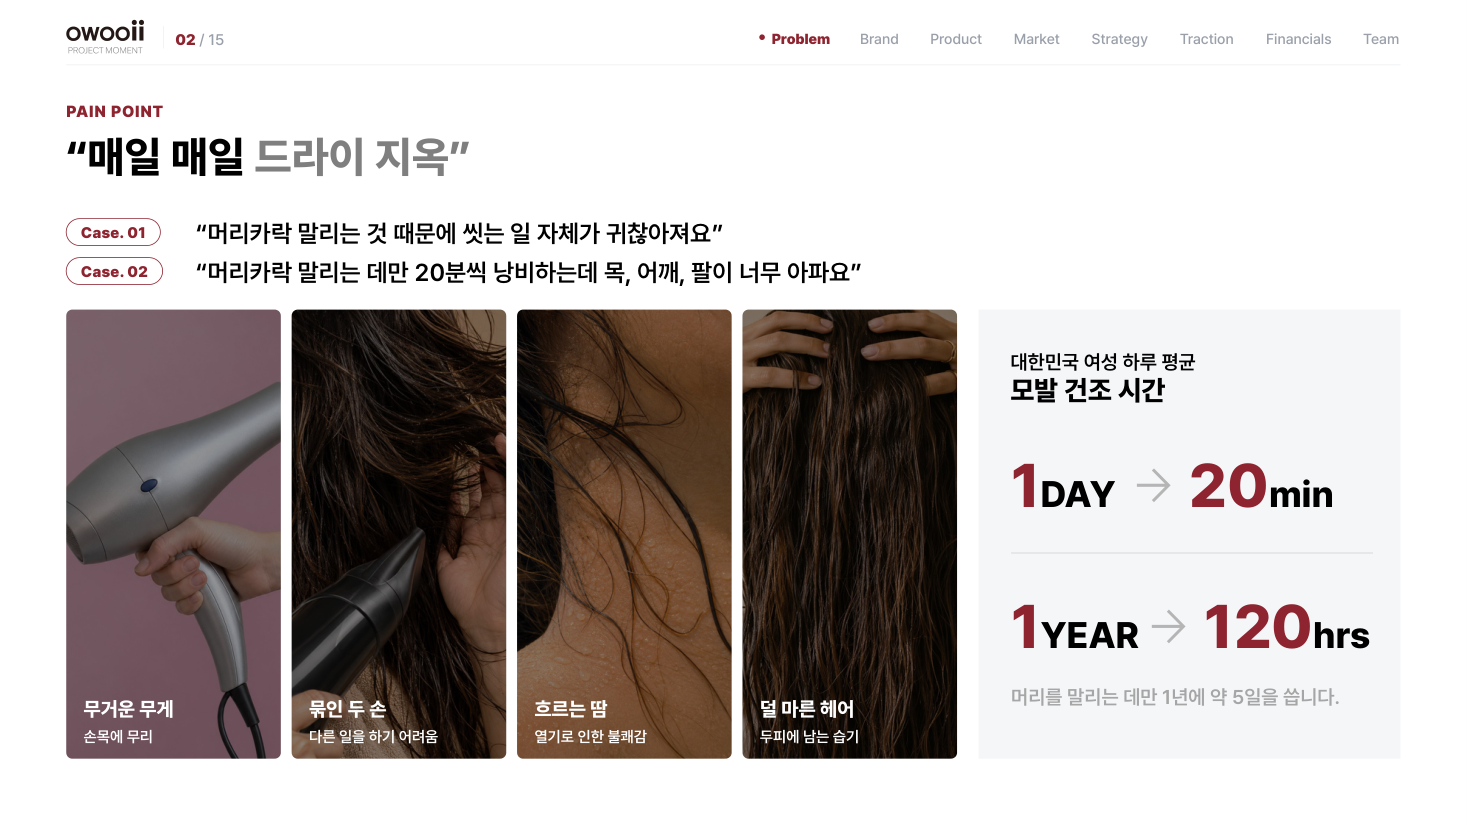 owooii
PROJECT MOMENT
02 / 15
Problem
Brand
Product
Market
Strategy
Traction
Financials
Team
PAIN POINT
“매일 매일 드라이 지옥”
Case. 01
“머리카락 말리는 것 때문에 씻는 일 자체가 귀찮아져요”
Case. 02
“머리카락 말리는 데만 20분씩 낭비하는데 목, 어깨, 팔이 너무 아파요”
무거운 무게
손목에 무리
묶인 두 손
다른 일을 하기 어려움
흐르는 땀
열기로 인한 불쾌감
덜 마른 헤어
두피에 남는 습기
대한민국 여성 하루 평균
모발 건조 시간
1DAY → 20min
1YEAR → 120hrs
머리를 말리는 데만 1년에 약 5일을 씁니다.